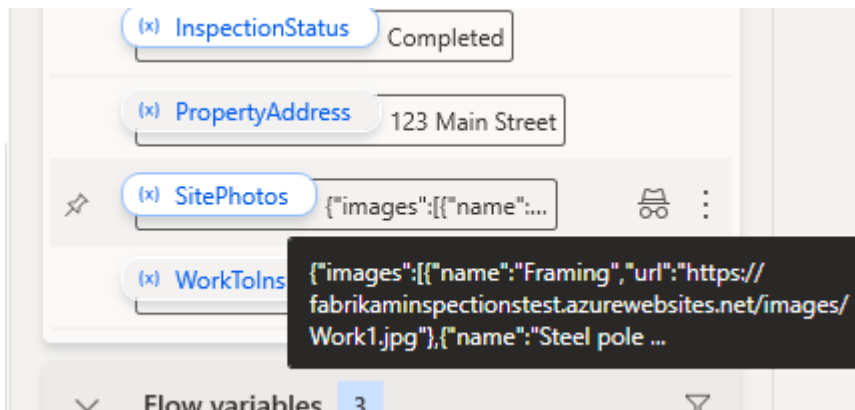 (x) InspectionStatus Completed
(x) PropertyAddress 123 Main Street
(x) SitePhotos {"images":[{"name":...
{"images":[{"name":"Framing","url":"https://
(x) WorkToIns
fabrikaminspectionstest.azurewebsites.net/images/
Work1.jpg"},{"name":"Steel pole ...
Flow variables 3